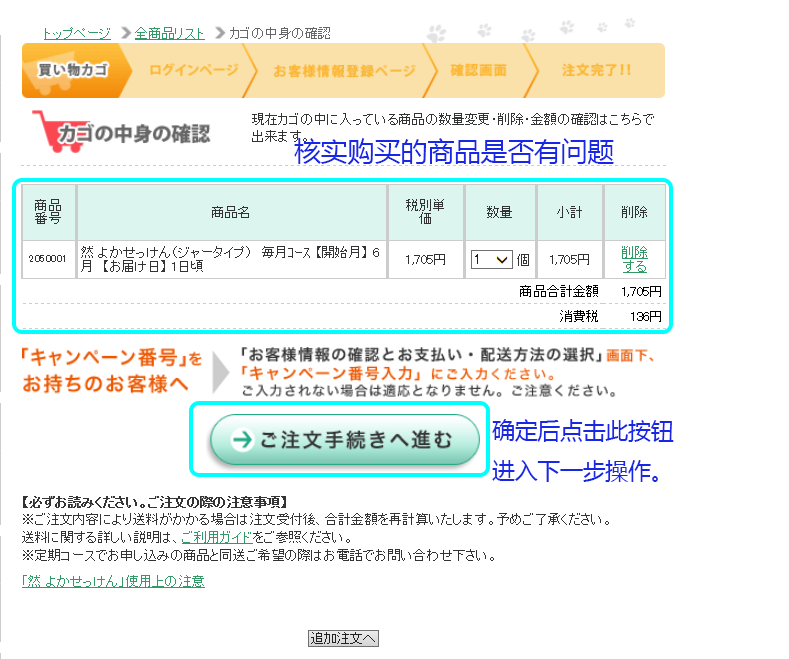 トップページ 全商品リスト カゴの中身の確認
買い物カゴ ログインページ お客様情報登録ページ 確認画面 注文完了!!
カゴの中身の確認
現在カゴの中に入っている商品の数量変更・削除・金額の確認はこちらで
出来ます。
核实购买的商品是否有问题
商品番号 商品名 税別単価 数量 小計 削除
2050001 然 よかせっけん(ジャータイプ) 毎月コース【開始月】6月 【お届け日】1日頃 1,705円 1 個 1,705円 削除する
商品合計金額 1,705円
消費税 136円
「キャンペーン番号」を
お持ちのお客様へ
「お客様情報の確認とお支払い・配送方法の選択」画面下、
「キャンペーン番号入力」にご入力ください。
ご入力されない場合は適応となりません。ご注意ください。
ご注文手続きへ進む
确定后点击此按钮
进入下一步操作。
【必ずお読みください。ご注文の際の注意事項】
※ご注文内容により送料がかかる場合は注文受付後、合計金額を再計算いたします。予めご了承ください。
送料に関する詳しい説明は、ご利用ガイドをご参照ください。
※定期コースでお申し込みの商品と同送ご希望の際はお電話でお問い合わせ下さい。
「然 よかせっけん」使用上の注意
追加注文へ